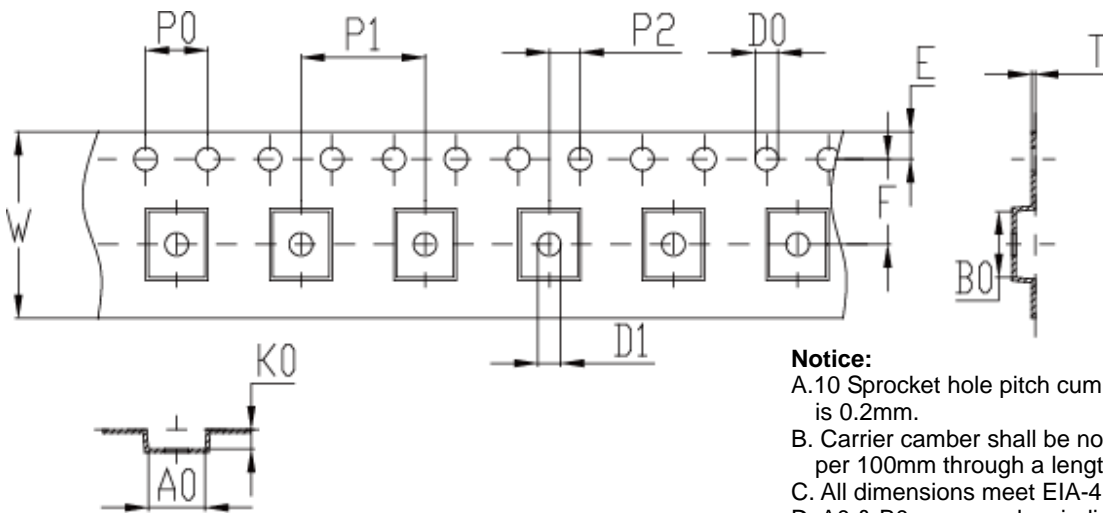 P0
P1
P2
D0
E
T
W
F
B0
D1
K0
A0
Notice:
A.10 Sprocket hole pitch cum
is 0.2mm.
B. Carrier camber shall be no
per 100mm through a lengt
C. All dimensions meet EIA-4